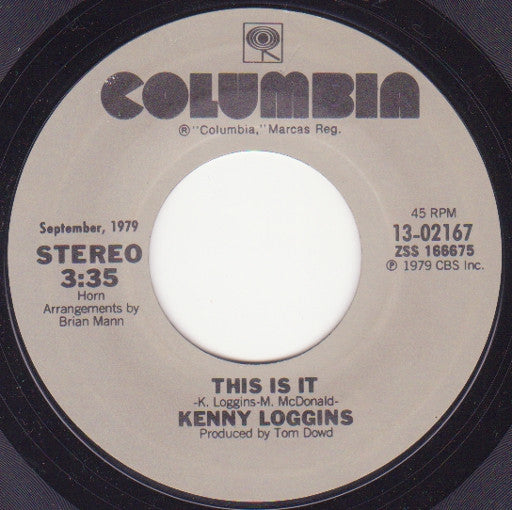 COLUMBIA
®"Columbia," Marcas Reg.
September, 1979
STEREO
3:35
Horn
Arrangements by
Brian Mann
45 RPM
13-02167
ZSS 166675
℗ 1979 CBS Inc.
THIS IS IT
-K. Loggins-M. McDonald-
KENNY LOGGINS
Produced by Tom Dowd